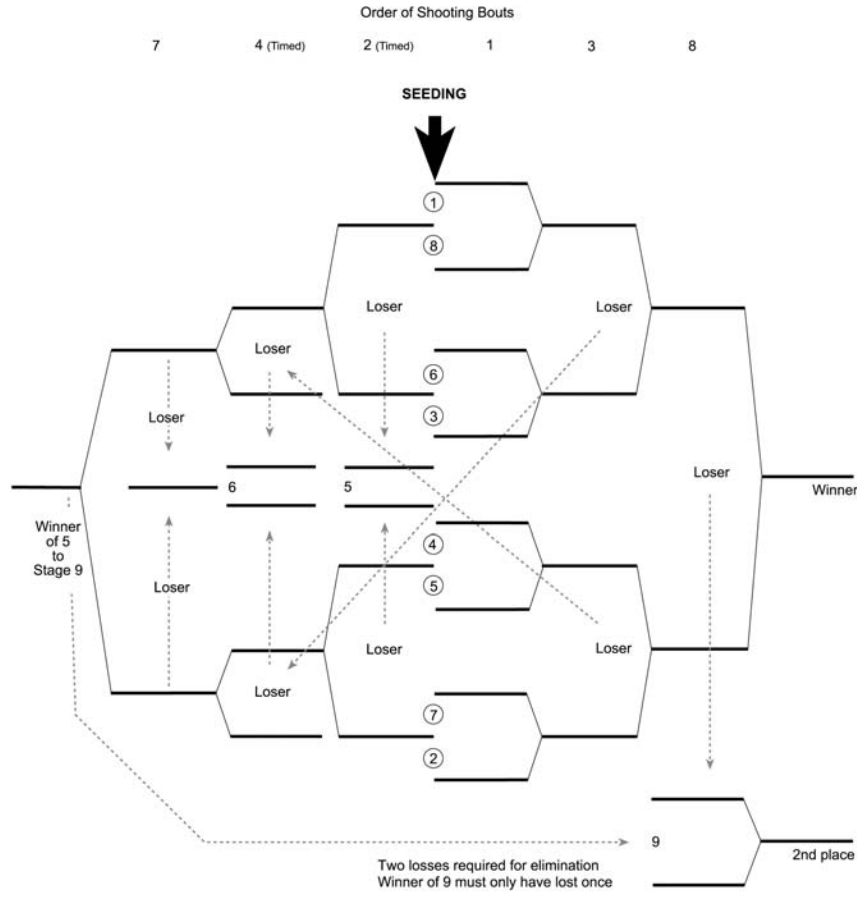 Order of Shooting Bouts
7 4 (Timed) 2 (Timed) 1 3 8
SEEDING
1
8
Loser Loser
Loser
6
3
Loser
Loser
6 5
Winner
Winner
of 5
to
Stage 9
4
5
Loser
Loser Loser
Loser
7
2
9
2nd place
Two losses required for elimination
Winner of 9 must only have lost once